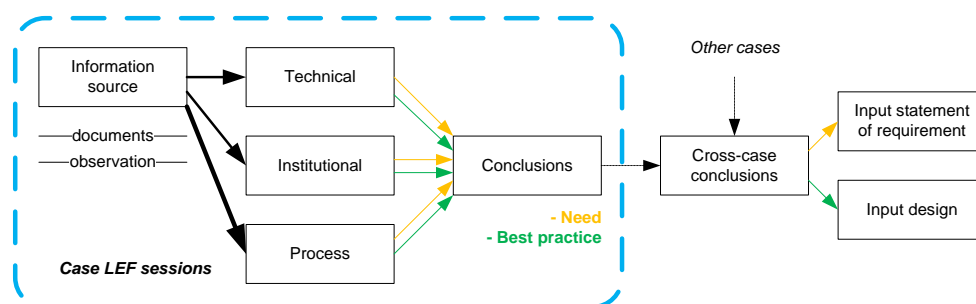 Information
source
documents
observation
Technical
Institutional
Process
Case LEF sessions
Conclusions
- Need
- Best practice
Other cases
Cross-case
conclusions
Input statement
of requirement
Input design